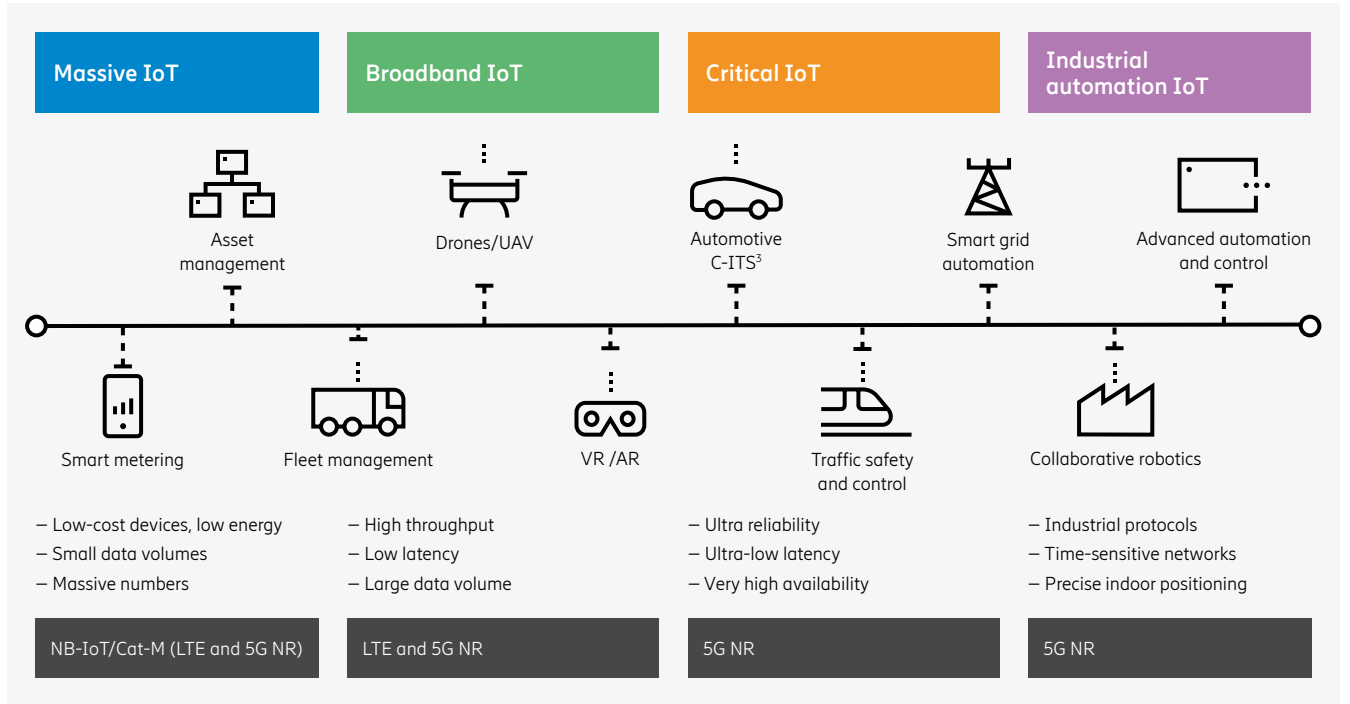 Massive IoT
Broadband IoT
Critical IoT
Industrial
automation IoT
Asset
management
Drones/UAV
Automotive
C-ITS³
Smart grid
automation
Advanced automation
and control
Smart metering
Fleet management
VR /AR
Traffic safety
and control
Collaborative robotics
– Low-cost devices, low energy
– Small data volumes
– Massive numbers
– High throughput
– Low latency
– Large data volume
– Ultra reliability
– Ultra-low latency
– Very high availability
– Industrial protocols
– Time-sensitive networks
– Precise indoor positioning
NB-IoT/Cat-M (LTE and 5G NR)
LTE and 5G NR
5G NR
5G NR